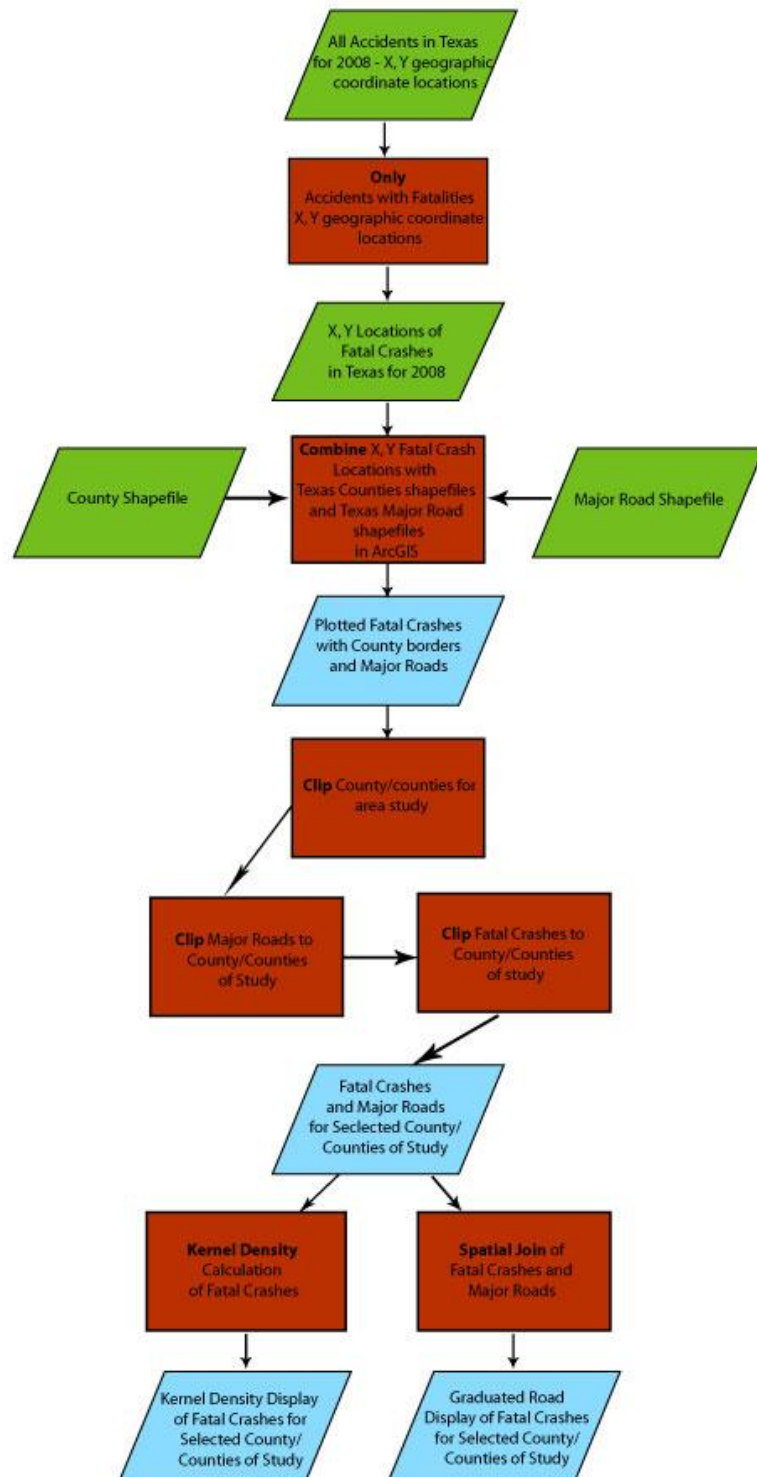 All Accidents in Texas
for 2008 - X, Y geographic
coordinate locations
Only
Accidents with Fatalities
X, Y geographic coordinate
locations
X, Y Locations of
Fatal Crashes
in Texas for 2008
County Shapefile
Combine X, Y Fatal Crash
Locations with
Texas Counties shapefiles
and Texas Major Road
shapefiles
in ArcGIS
Major Road Shapefile
Plotted Fatal Crashes
with County borders
and Major Roads
Clip County/counties for
area study
Clip Major Roads to
County/Counties
of Study
Clip Fatal Crashes to
County/Counties
of study
Fatal Crashes
and Major Roads
for Seclected County/
Counties of Study
Kernel Density
Calculation
of Fatal Crashes
Spatial Join of
Fatal Crashes and
Major Roads
Kernel Density Display
of Fatal Crashes for
Selected County/
Counties of Study
Graduated Road
Display of Fatal Crashes
for Selected County/
Counties of Study